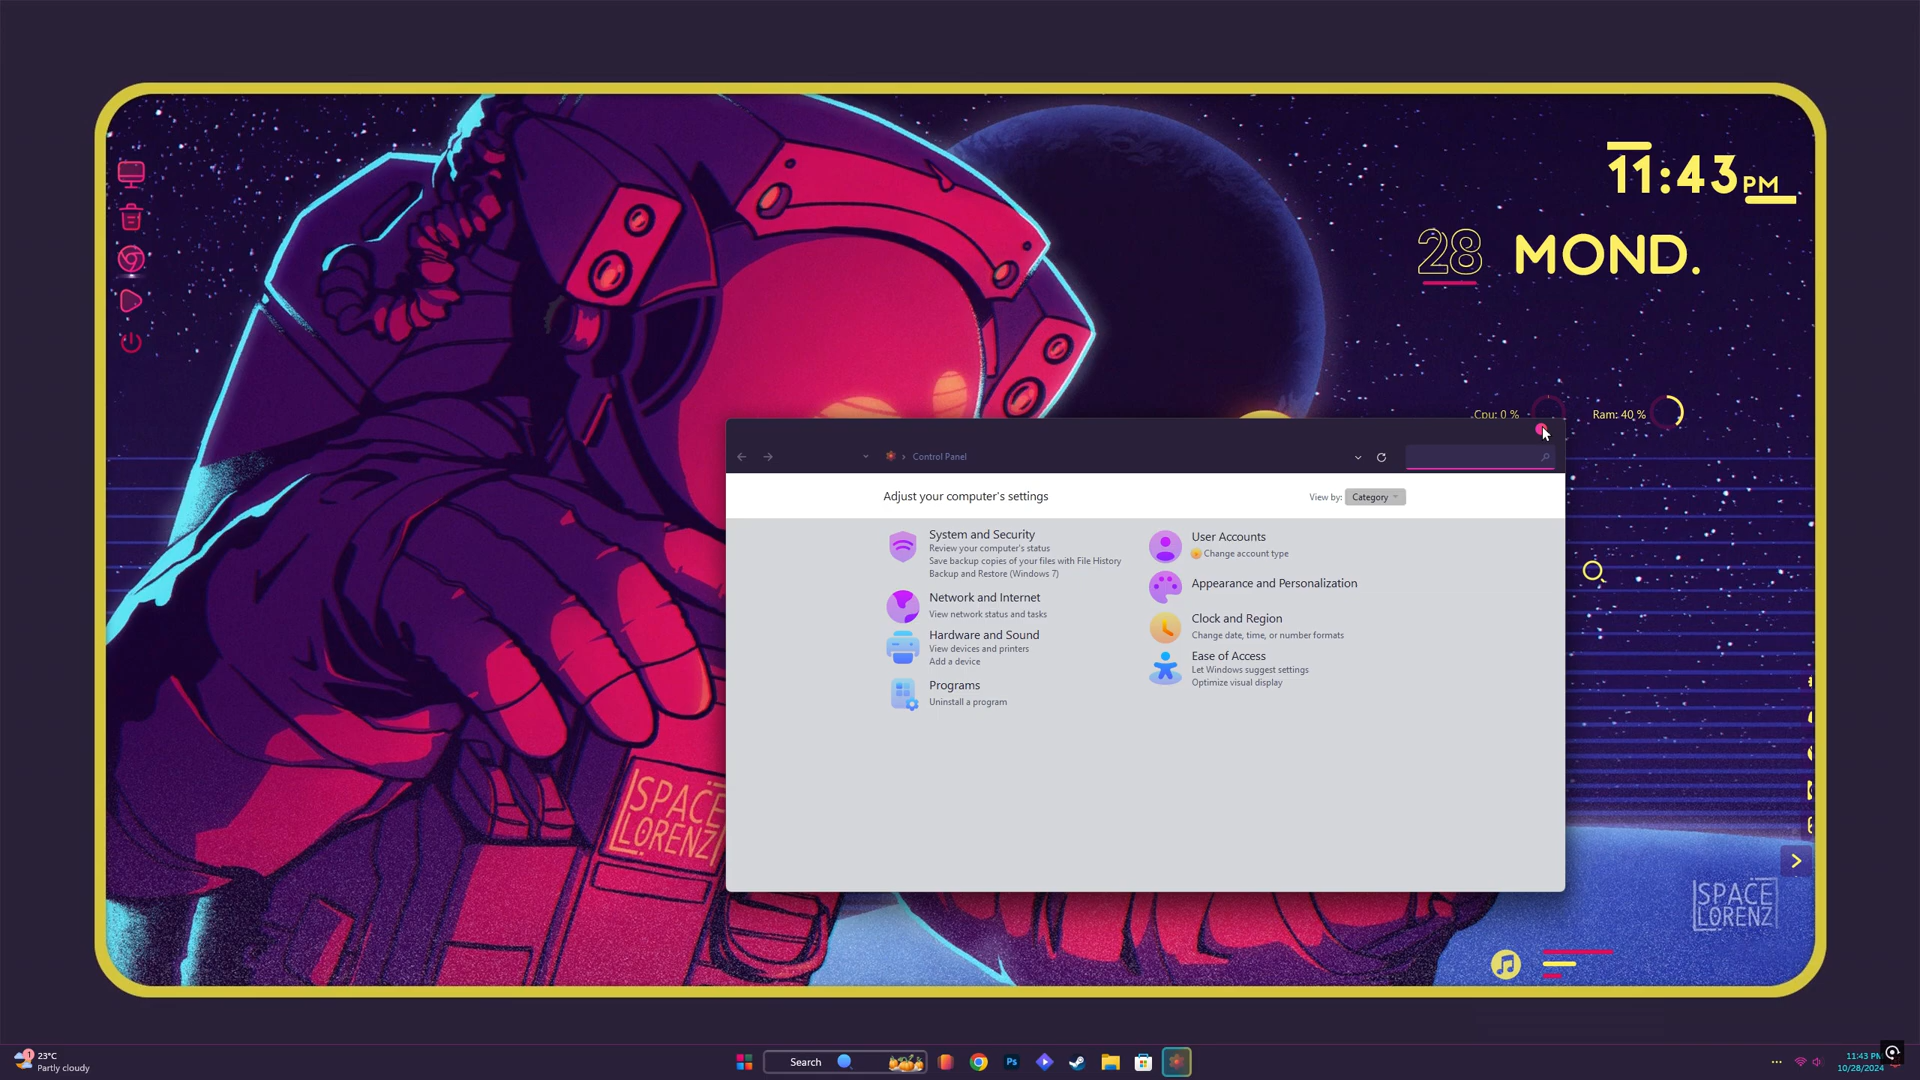 11:43 PM
28 MOND.
Cpu: 0 %
Ram: 40 %
Control Panel
Adjust your computer's settings
View by: Category
System and Security
Review your computer's status
Save backup copies of your files with File History
Backup and Restore (Windows 7)
Network and Internet
View network status and tasks
Hardware and Sound
View devices and printers
Add a device
Programs
Uninstall a program
User Accounts
Change account type
Appearance and Personalization
Clock and Region
Change date, time, or number formats
Ease of Access
Let Windows suggest settings
Optimize visual display
SPACE
LORENZ
SPACE
LORENZ
1
23°C
Partly cloudy
Search
Ps
11:43 PM
10/28/2024